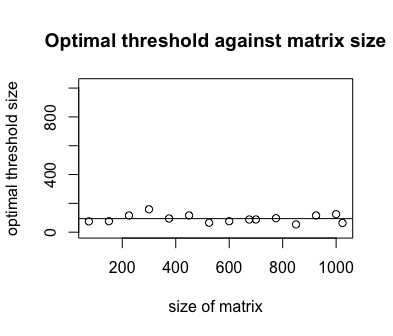 Optimal threshold against matrix size
optimal threshold size
800
400
0
200 400 600 800 1000
size of matrix